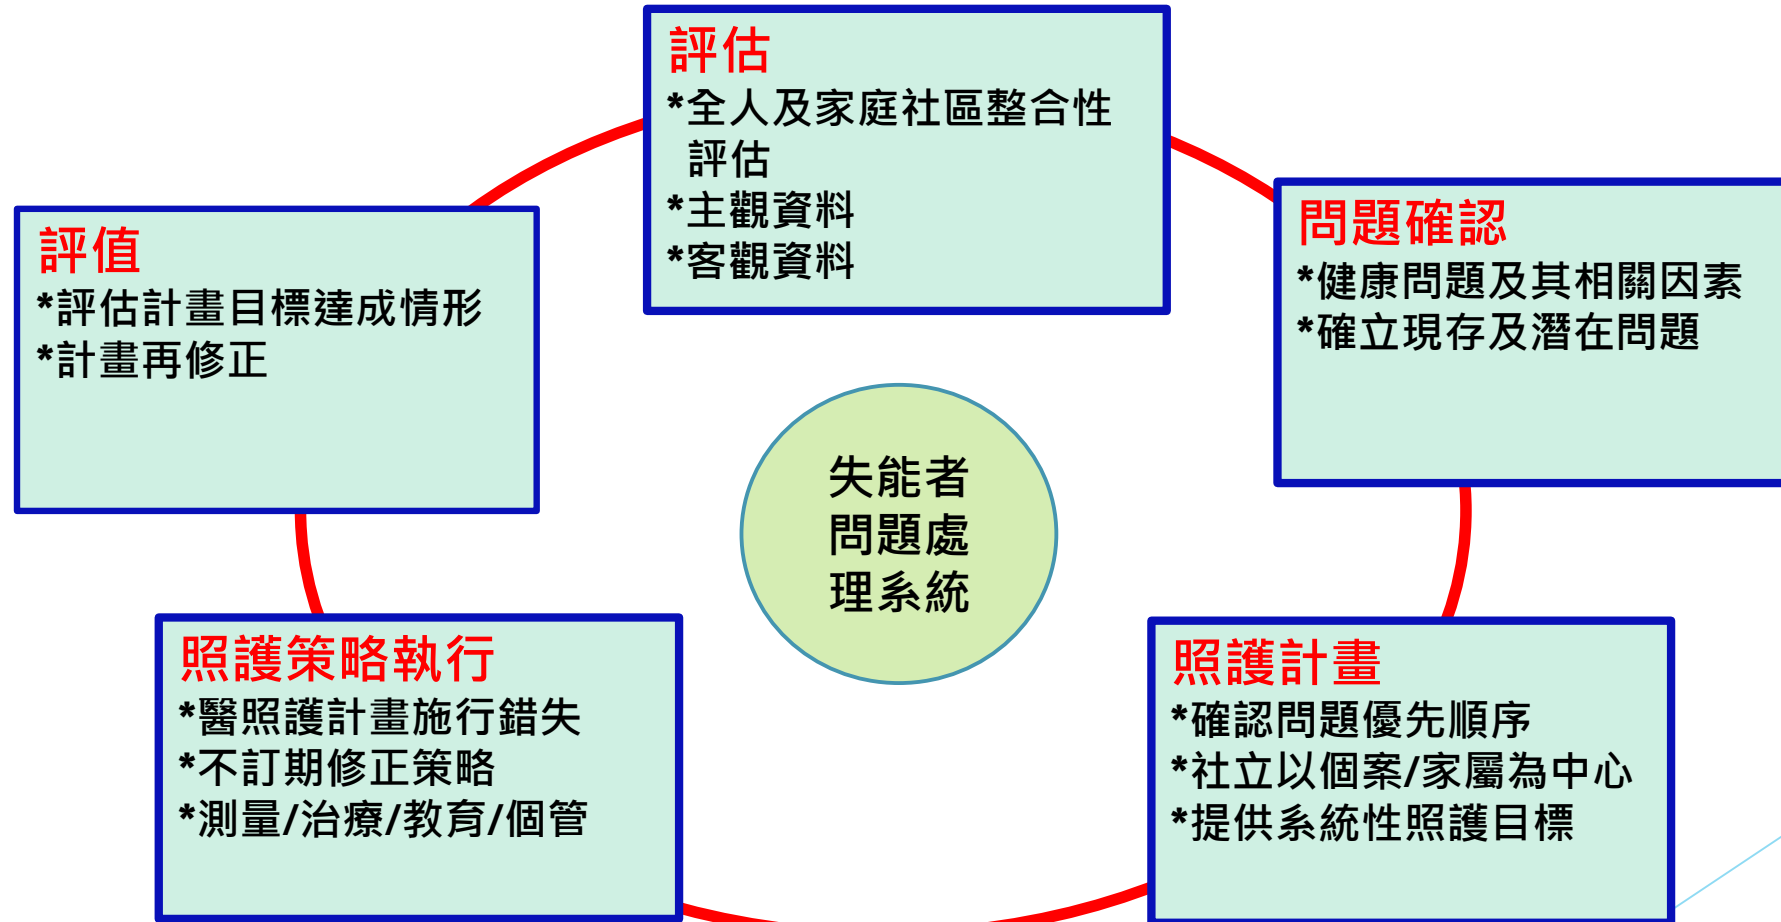 評估
*全人及家庭社區整合性
評估
*主觀資料
*客觀資料
問題確認
*健康問題及其相關因素
*確立現存及潛在問題
照護計畫
*確認問題優先順序
*社立以個案/家屬為中心
*提供系統性照護目標
照護策略執行
*醫照護計畫施行錯失
*不訂期修正策略
*測量/治療/教育/個管
評值
*評估計畫目標達成情形
*計畫再修正
失能者
問題處
理系統